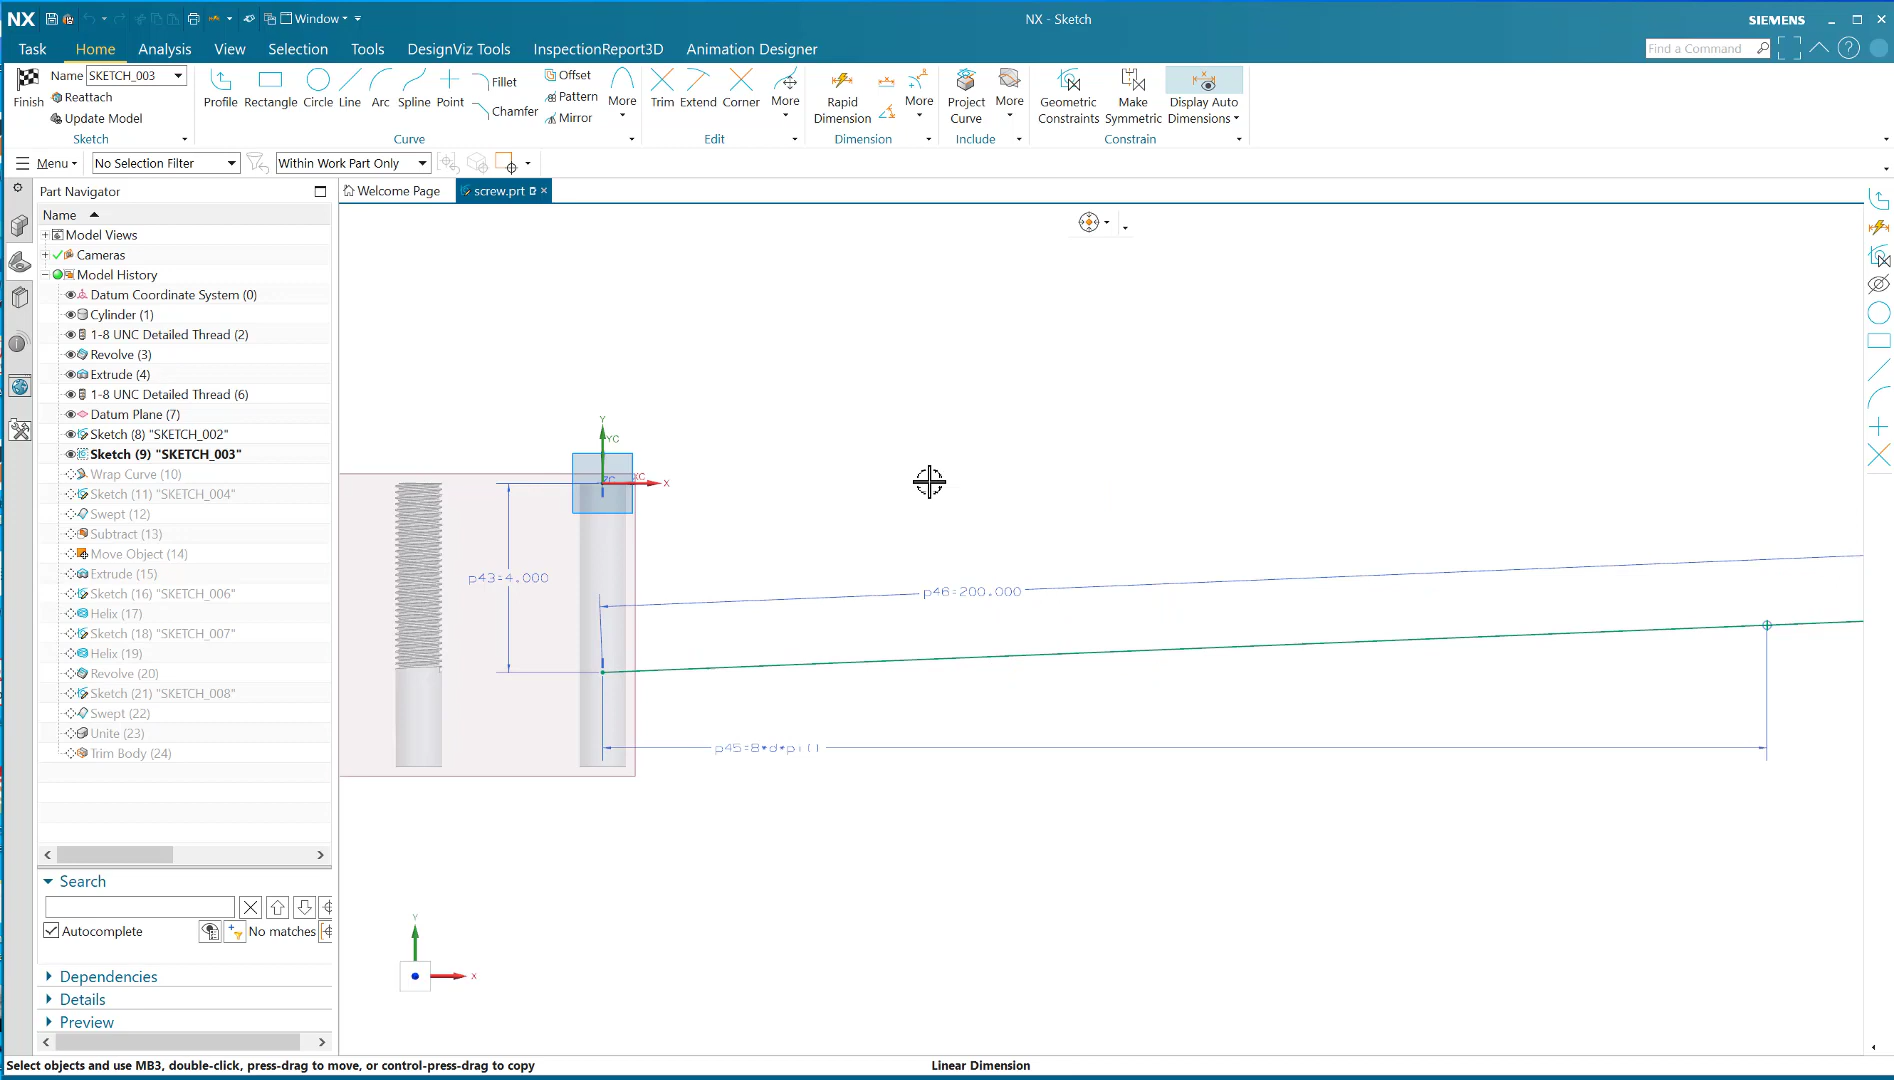 NX
Window
NX - Sketch
SIEMENS
Task
Home
Analysis
View
Selection
Tools
DesignViz Tools
InspectionReport3D
Animation Designer
Find a Command
Name
SKETCH_003
Finish
Reattach
Update Model
Sketch
Profile
Rectangle
Circle
Line
Arc
Spline
Point
Fillet
Chamfer
Offset
Pattern
Mirror
More
Curve
Trim
Extend
Corner
More
Edit
Rapid
Dimension
More
Dimension
Project
Curve
More
Include
Geometric
Constraints
Make
Symmetric
Display Auto
Dimensions
Constrain
Menu
No Selection Filter
Within Work Part Only
Part Navigator
Welcome Page
screw.prt
Name
Model Views
Cameras
Model History
Datum Coordinate System (0)
Cylinder (1)
1-8 UNC Detailed Thread (2)
Revolve (3)
Extrude (4)
1-8 UNC Detailed Thread (6)
Datum Plane (7)
Sketch (8) "SKETCH_002"
Sketch (9) "SKETCH_003"
Wrap Curve (10)
Sketch (11) "SKETCH_004"
Swept (12)
Subtract (13)
Move Object (14)
Extrude (15)
Sketch (16) "SKETCH_006"
Helix (17)
Sketch (18) "SKETCH_007"
Helix (19)
Revolve (20)
Sketch (21) "SKETCH_008"
Swept (22)
Unite (23)
Trim Body (24)
Y
YC
XC
X
ZC
p43=4.000
p46=200.000
p45=8*d*pi()
Y
X
Search
Autocomplete
No matches
Dependencies
Details
Preview
Select objects and use MB3, double-click, press-drag to move, or control-press-drag to copy
Linear Dimension